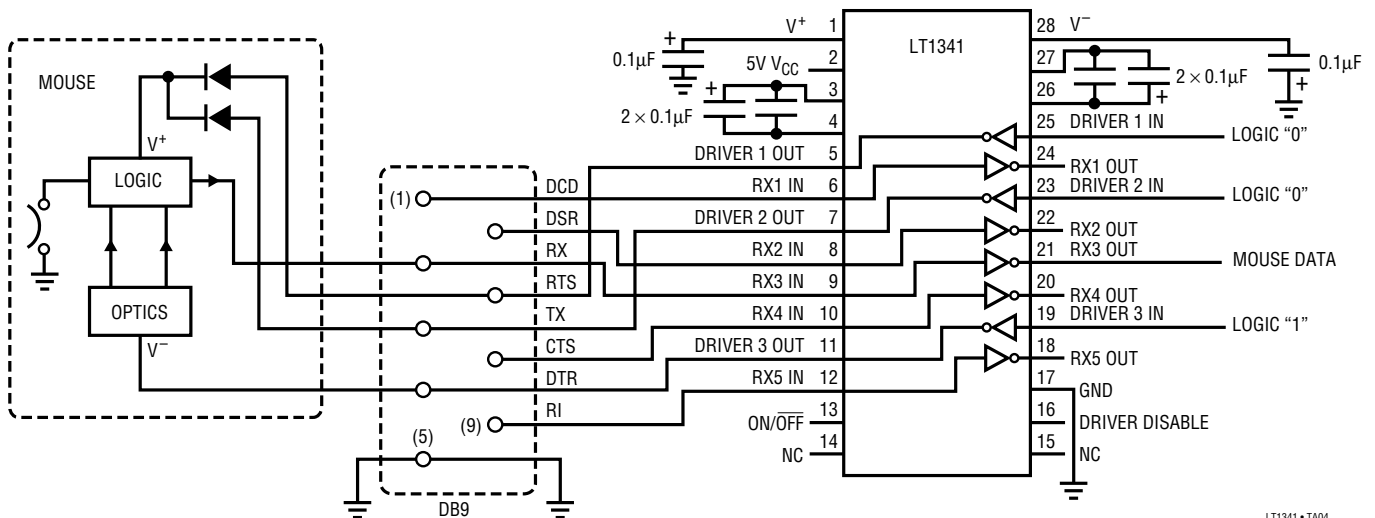 MOUSE
V+
LOGIC
OPTICS
V−
(1)
(5)
(9)
DB9
DCD
DSR
RX
RTS
TX
CTS
DTR
RI
0.1µF
+
V+ 1
5V VCC 2
+
2 × 0.1µF
3
4
DRIVER 1 OUT 5
RX1 IN 6
DRIVER 2 OUT 7
RX2 IN 8
RX3 IN 9
RX4 IN 10
DRIVER 3 OUT 11
RX5 IN 12
ON/OFF 13
NC 14
LT1341
28 V−
27
26
2 × 0.1µF
+
0.1µF
+
25 DRIVER 1 IN
LOGIC “0”
24 RX1 OUT
23 DRIVER 2 IN
LOGIC “0”
22 RX2 OUT
21 RX3 OUT
MOUSE DATA
20 RX4 OUT
19 DRIVER 3 IN
LOGIC “1”
18 RX5 OUT
17 GND
16 DRIVER DISABLE
15 NC
LT1341 • TA04